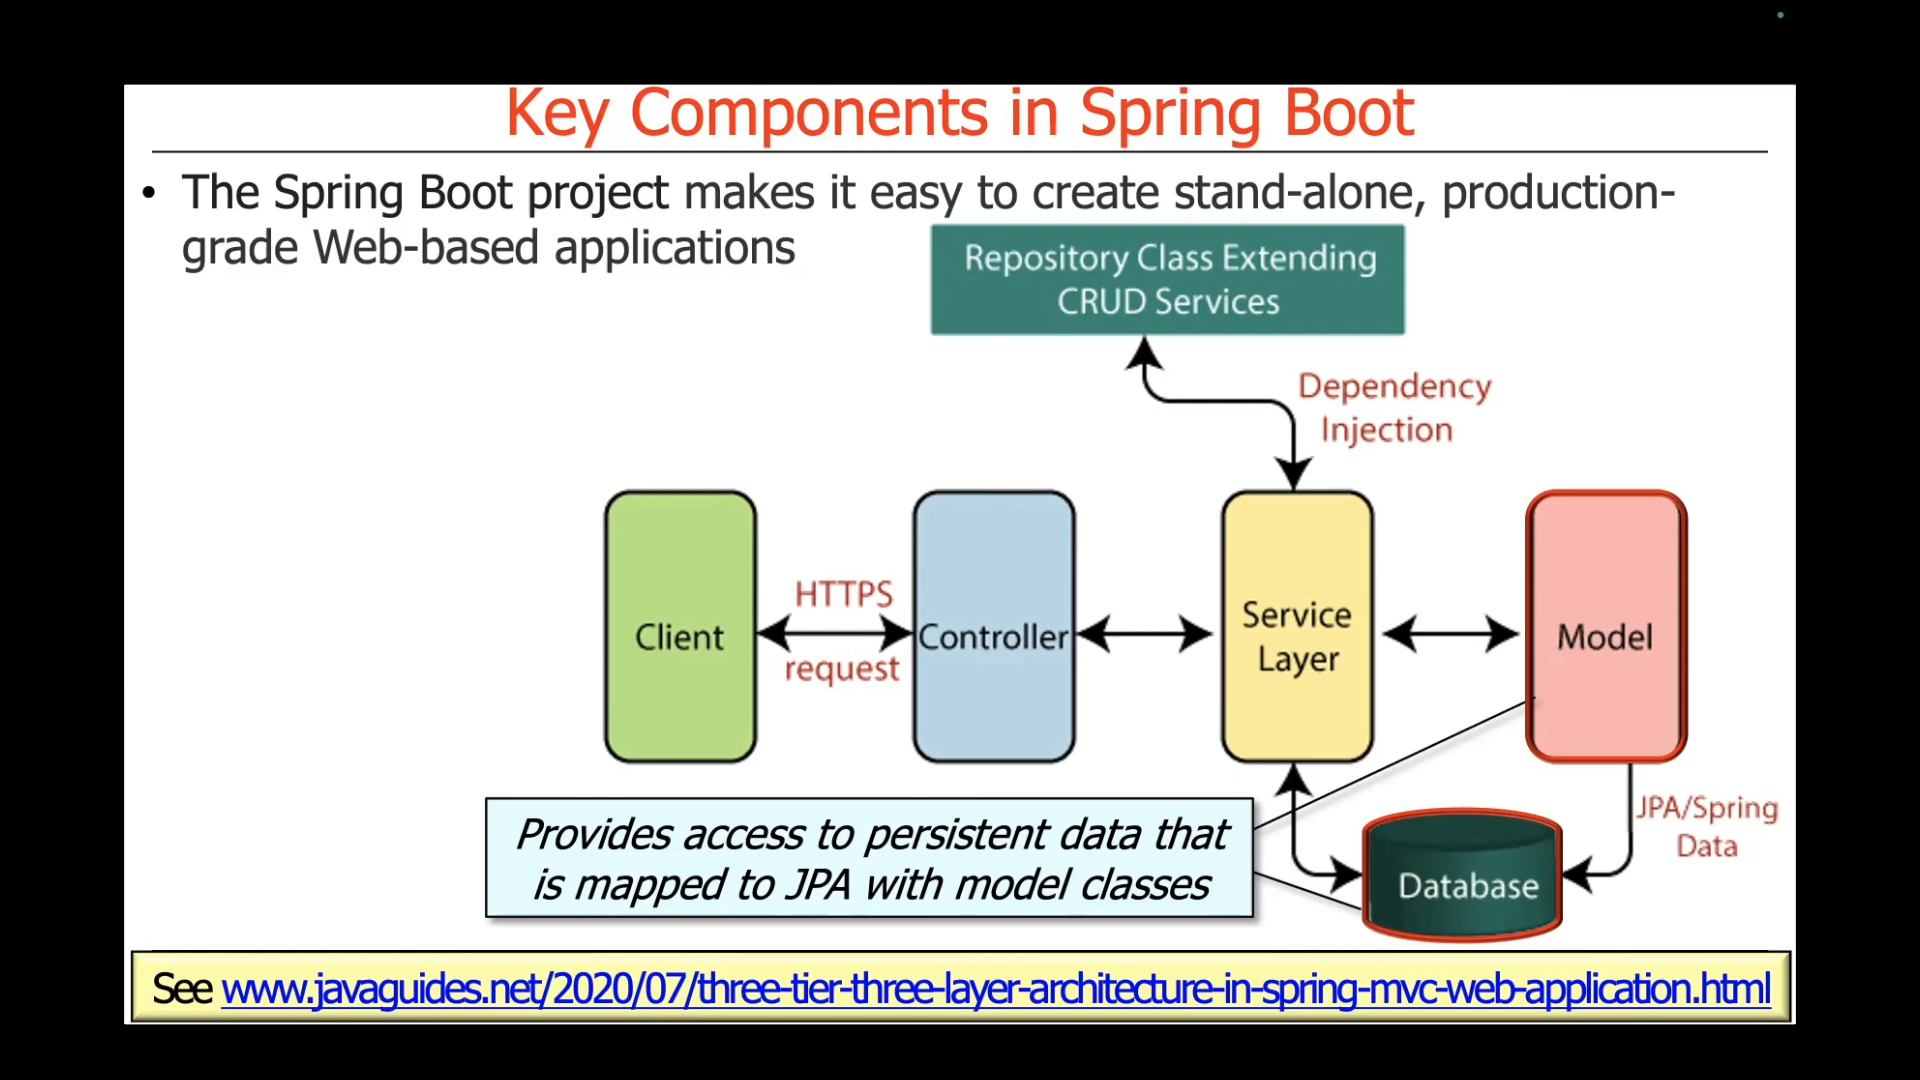 Key Components in Spring Boot
• The Spring Boot project makes it easy to create stand-alone, production-
grade Web-based applications
Repository Class Extending
CRUD Services
Dependency
Injection
Client
HTTPS
request
Controller
Service
Layer
Model
Provides access to persistent data that
is mapped to JPA with model classes
Database
JPA/Spring
Data
See www.javaguides.net/2020/07/three-tier-three-layer-architecture-in-spring-mvc-web-application.html